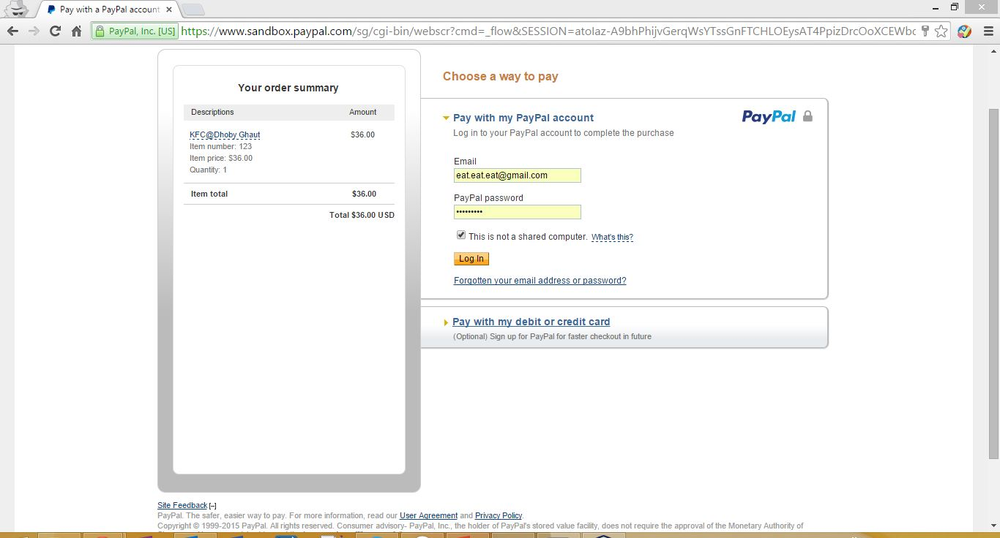 Pay with a PayPal account
PayPal, Inc. [US]
https://www.sandbox.paypal.com/sg/cgi-bin/webscr?cmd=_flow&SESSION=
Your order summary
Descriptions Amount
KFC@Dhoby Ghaut $36.00
Item number: 123
Item price: $36.00
Quantity: 1
Item total $36.00
Total $36.00 USD
Choose a way to pay
Pay with my PayPal account
PayPal
Log in to your PayPal account to complete the purchase
Email
eat.eat.eat@gmail.com
PayPal password
•••••••••
This is not a shared computer. What's this?
Log In
Forgotten your email address or password?
Pay with my debit or credit card
(Optional) Sign up for PayPal for faster checkout in future
Site Feedback [–]
PayPal. The safer, easier way to pay. For more information, read our User Agreement and Privacy Policy.
Copyright © 1999-2015 PayPal. All rights reserved. Consumer advisory- PayPal, Inc., the holder of PayPal's stored value facility, does not require the approval of the Monetary Authority of